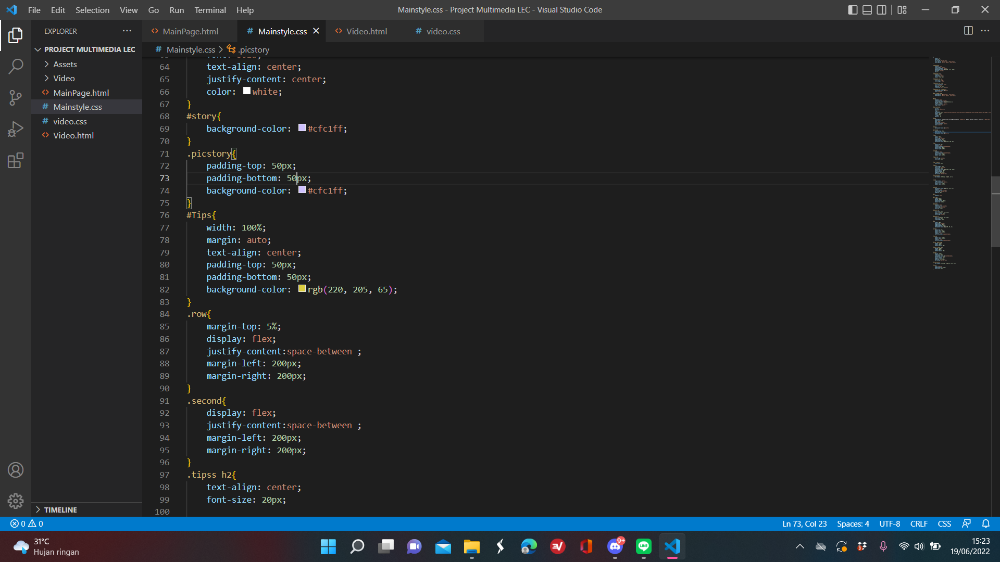 File Edit Selection View Go Run Terminal Help
Mainstyle.css - Project Multimedia LEC - Visual Studio Code
EXPLORER
PROJECT MULTIMEDIA LEC
Assets
Video
MainPage.html
Mainstyle.css
video.css
Video.html
TIMELINE
MainPage.html Mainstyle.css Video.html video.css
Mainstyle.css > .picstory
64 text-align: center;
65 justify-content: center;
66 color: white;
67 }
68 #story{
69 background-color: #cfc1ff;
70 }
71 .picstory{
72 padding-top: 50px;
73 padding-bottom: 50px;
74 background-color: #cfc1ff;
75 }
76 #Tips{
77 width: 100%;
78 margin: auto;
79 text-align: center;
80 padding-top: 50px;
81 padding-bottom: 50px;
82 background-color: rgb(220, 205, 65);
83 }
84 .row{
85 margin-top: 5%;
86 display: flex;
87 justify-content:space-between ;
88 margin-left: 200px;
89 margin-right: 200px;
90 }
91 .second{
92 display: flex;
93 justify-content:space-between ;
94 margin-left: 200px;
95 margin-right: 200px;
96 }
97 .tipss h2{
98 text-align: center;
99 font-size: 20px;
100
0 0
Ln 73, Col 23 Spaces: 4 UTF-8 CRLF CSS
31°C
Hujan ringan
9+
LINE
3
15:23
19/06/2022